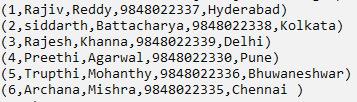 (1,Rajiv,Reddy,9848022337,Hyderabad)
(2,siddarth,Battacharya,9848022338,Kolkata)
(3,Rajesh,Khanna,9848022339,Delhi)
(4,Preethi,Agarwal,9848022330,Pune)
(5,Trupthi,Mohanthy,9848022336,Bhuwaneshwar)
(6,Archana,Mishra,9848022335,Chennai )